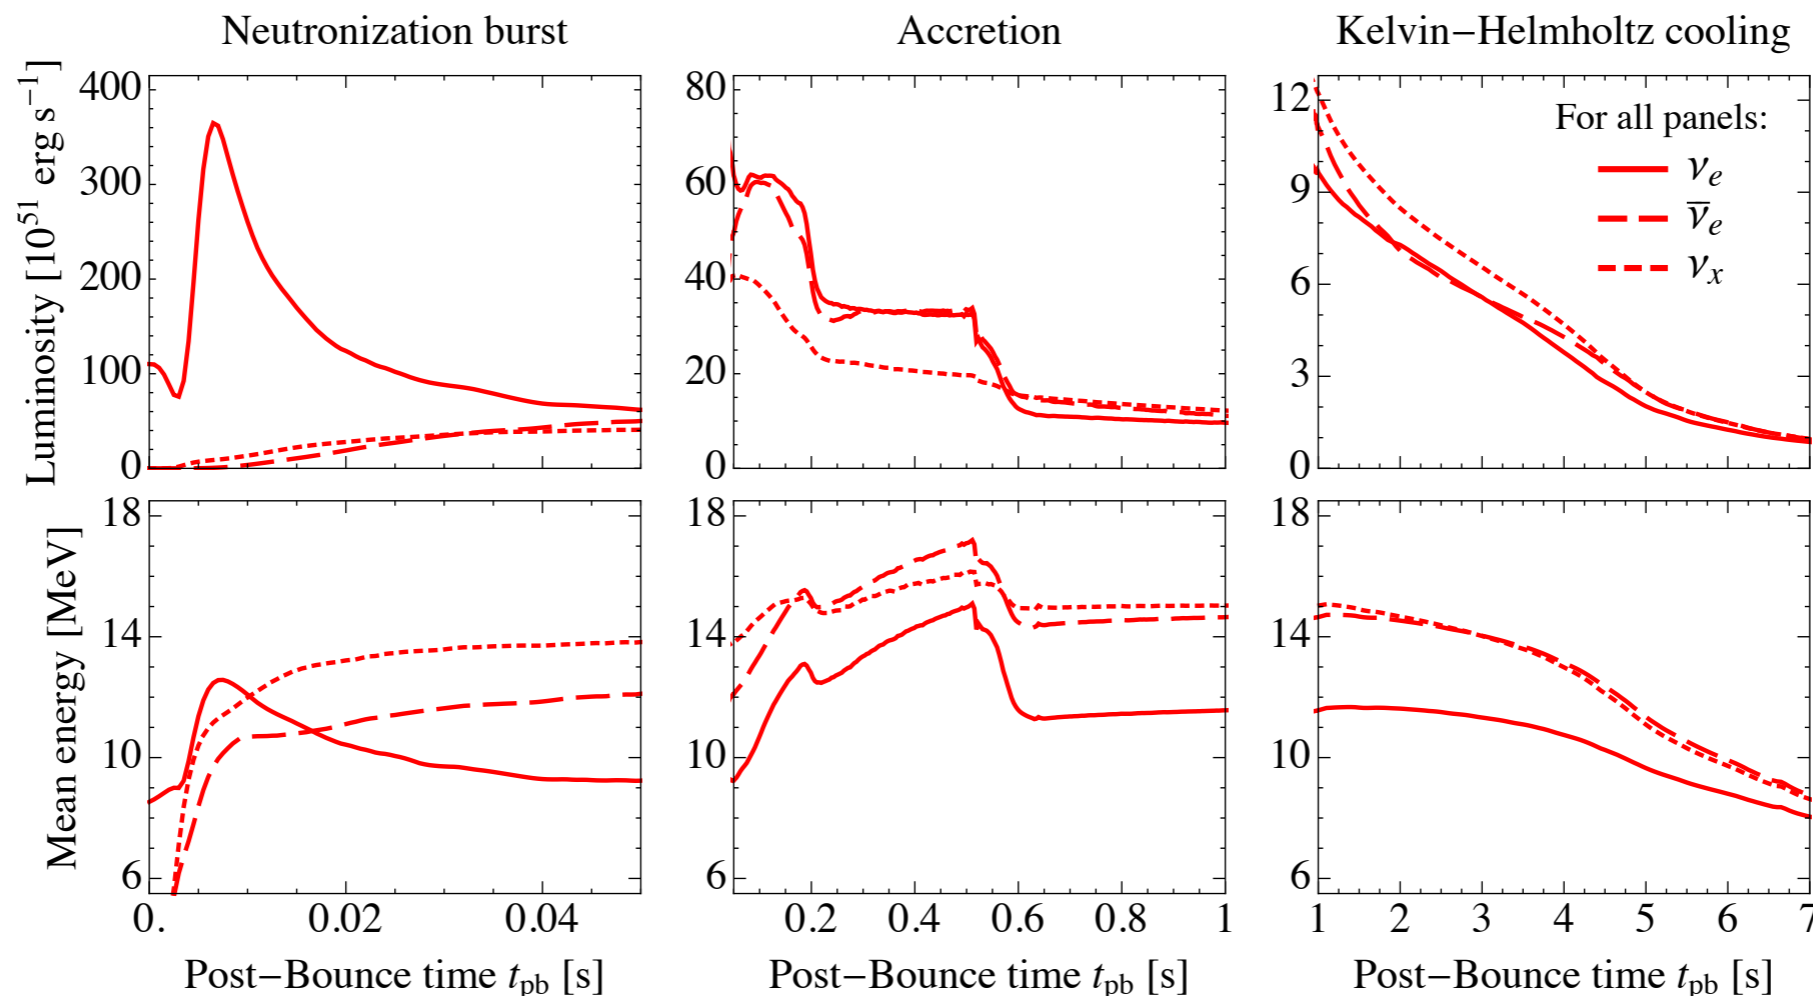 Neutronization burst
Accretion
Kelvin−Helmholtz cooling
Luminosity [10^51 erg s^−1]
400
300
200
100
0
80
60
40
20
0
12
9
6
3
0
For all panels:
ν_e
ν̅_e
ν_x
Mean energy [MeV]
18
14
10
6
18
14
10
6
18
14
10
6
0. 0.02 0.04
0.2 0.4 0.6 0.8 1
1 2 3 4 5 6 7
Post−Bounce time t_pb [s]
Post−Bounce time t_pb [s]
Post−Bounce time t_pb [s]